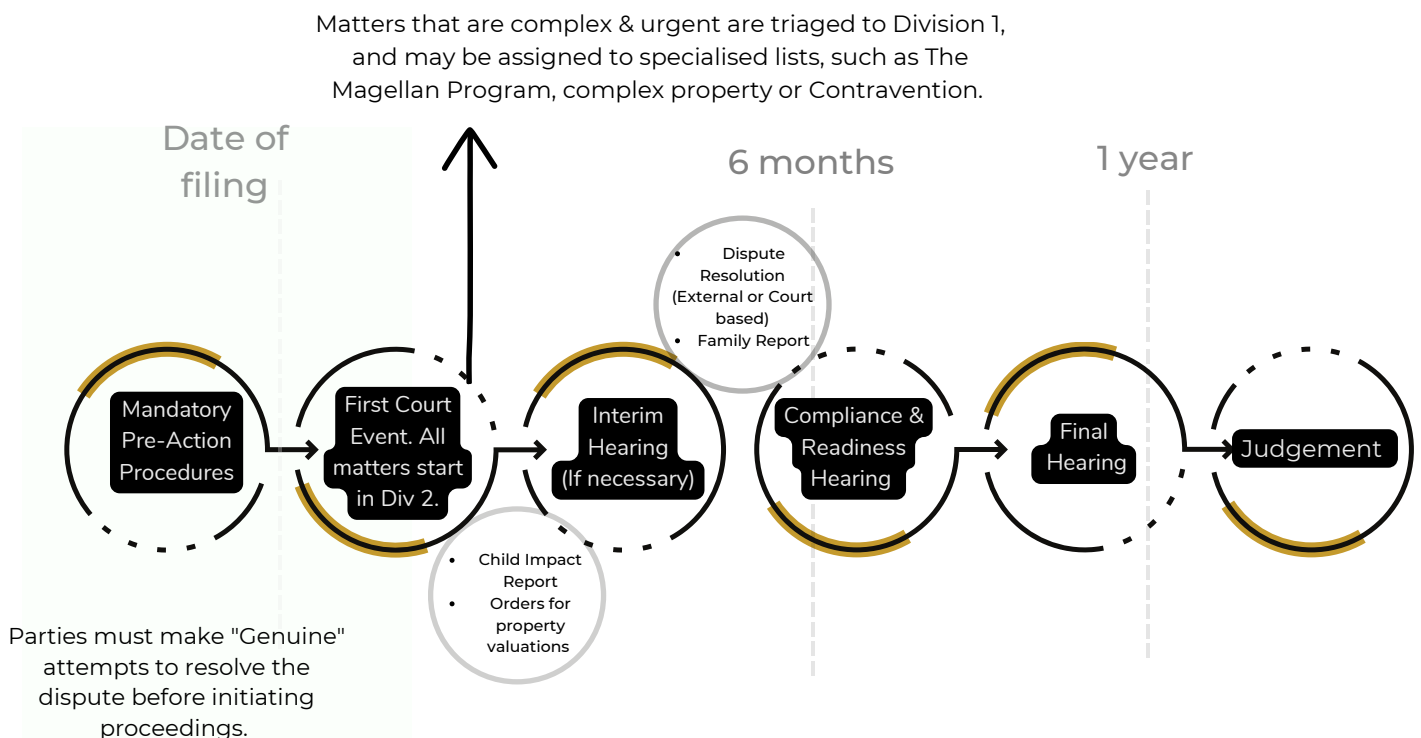 Matters that are complex & urgent are triaged to Division 1,
and may be assigned to specialised lists, such as The
Magellan Program, complex property or Contravention.
Date of
filing
6 months
1 year
• Dispute
Resolution
(External or Court
based)
• Family Report
Mandatory
Pre-Action
Procedures
First Court
Event. All
matters start
in Div 2.
Interim
Hearing
(If necessary)
Compliance &
Readiness
Hearing
Final
Hearing
Judgement
• Child Impact
Report
• Orders for
property
valuations
Parties must make "Genuine"
attempts to resolve the
dispute before initiating
proceedings.